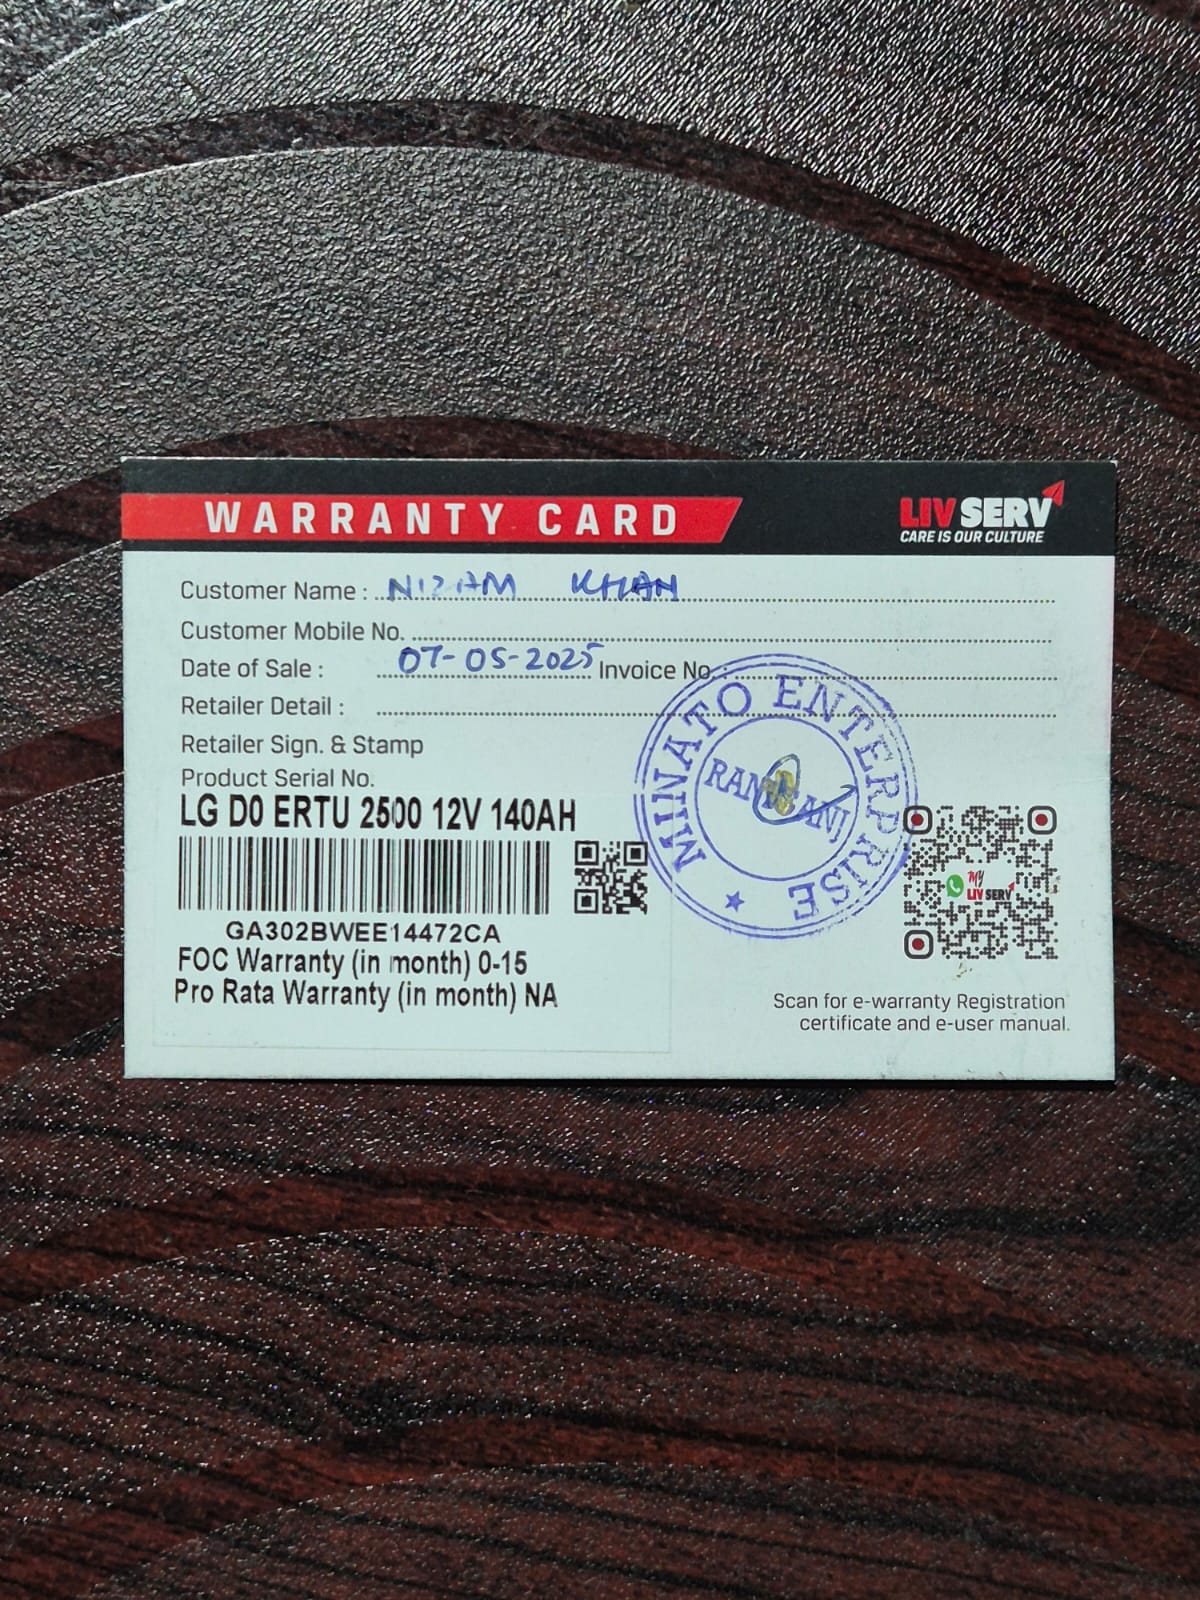 WARRANTY CARD
LIV SERV
CARE IS OUR CULTURE
Customer Name : NIZAM KHAN
Customer Mobile No.
Date of Sale : 07-05-2025 Invoice No. :
Retailer Detail :
Retailer Sign. & Stamp
MINATO ENTERPRISE
Product Serial No.
LG D0 ERTU 2500 12V 140AH
GA302BWEE14472CA
FOC Warranty (in month) 0-15
Pro Rata Warranty (in month) NA
MY
LIV SERV
Scan for e-warranty Registration
certificate and e-user manual.